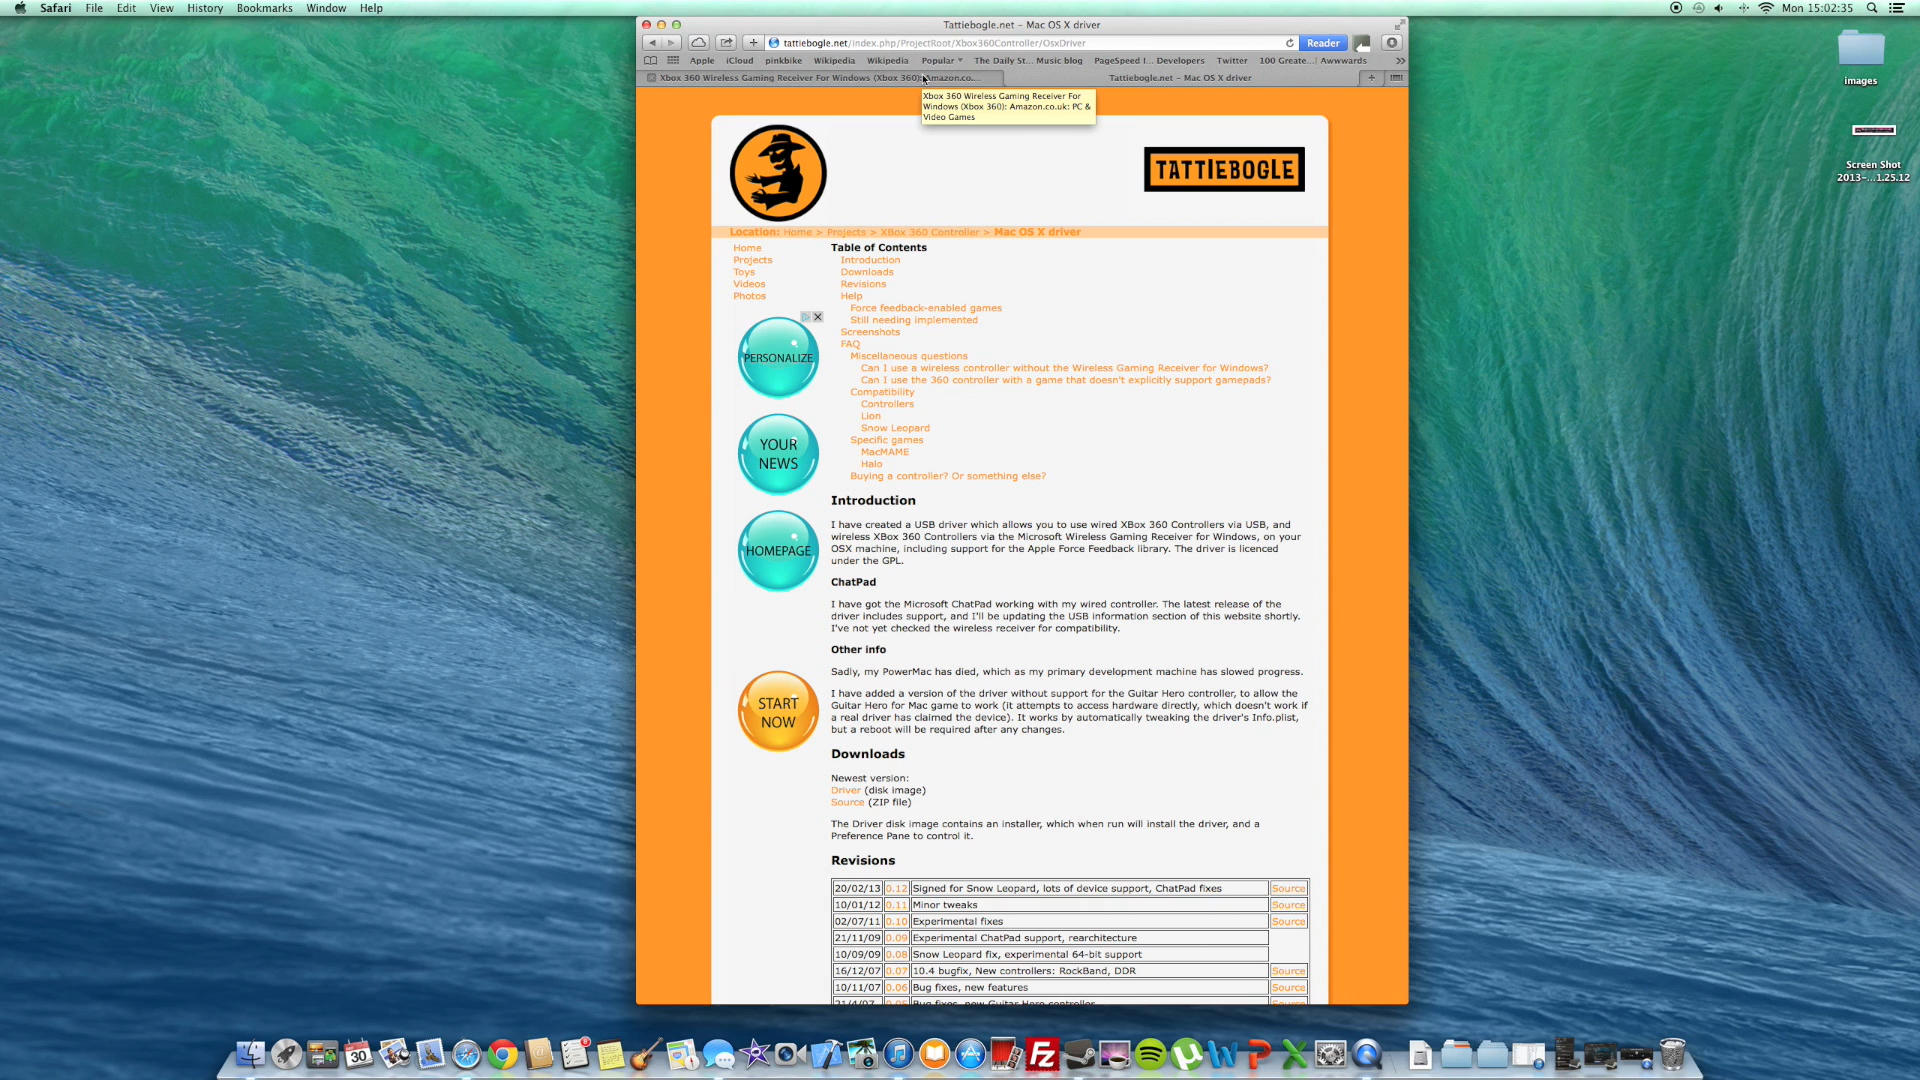 Safari File Edit View History Bookmarks Window Help
Mon 15:02:35
Tattiebogle.net – Mac OS X driver
tattiebogle.net/index.php/ProjectRoot/Xbox360Controller/OsxDriver
Reader
Apple iCloud pinkbike Wikipedia Wikipedia Popular The Daily St... Music blog PageSpeed I... Developers Twitter 100 Greate...| Awwwards
Xbox 360 Wireless Gaming Receiver For Windows (Xbox 360): Amazon.co....
Tattiebogle.net – Mac OS X driver
Xbox 360 Wireless Gaming Receiver For
Windows (Xbox 360): Amazon.co.uk: PC &
Video Games
images
Screen Shot
2013-...1.25.12
TATTIEBOGLE
Location: Home > Projects > XBox 360 Controller > Mac OS X driver
Home
Projects
Toys
Videos
Photos
PERSONALIZE
YOUR
NEWS
HOMEPAGE
START
NOW
Table of Contents
Introduction
Downloads
Revisions
Help
Force feedback-enabled games
Still needing implemented
Screenshots
FAQ
Miscellaneous questions
Can I use a wireless controller without the Wireless Gaming Receiver for Windows?
Can I use the 360 controller with a game that doesn't explicitly support gamepads?
Compatibility
Controllers
Lion
Snow Leopard
Specific games
MacMAME
Halo
Buying a controller? Or something else?
Introduction
I have created a USB driver which allows you to use wired XBox 360 Controllers via USB, and
wireless XBox 360 Controllers via the Microsoft Wireless Gaming Receiver for Windows, on your
OSX machine, including support for the Apple Force Feedback library. The driver is licenced
under the GPL.
ChatPad
I have got the Microsoft ChatPad working with my wired controller. The latest release of the
driver includes support, and I'll be updating the USB information section of this website shortly.
I've not yet checked the wireless receiver for compatibility.
Other info
Sadly, my PowerMac has died, which as my primary development machine has slowed progress.
I have added a version of the driver without support for the Guitar Hero controller, to allow the
Guitar Hero for Mac game to work (it attempts to access hardware directly, which doesn't work if
a real driver has claimed the device). It works by automatically tweaking the driver's Info.plist,
but a reboot will be required after any changes.
Downloads
Newest version:
Driver (disk image)
Source (ZIP file)
The Driver disk image contains an installer, which when run will install the driver, and a
Preference Pane to control it.
Revisions
20/02/13 0.12 Signed for Snow Leopard, lots of device support, ChatPad fixes Source
10/01/12 0.11 Minor tweaks Source
02/07/11 0.10 Experimental fixes Source
21/11/09 0.09 Experimental ChatPad support, rearchitecture
10/09/09 0.08 Snow Leopard fix, experimental 64-bit support
16/12/07 0.07 10.4 bugfix, New controllers: RockBand, DDR Source
10/11/07 0.06 Bug fixes, new features Source
21/4/07 0.05 Bug fixes, new Guitar Hero controller Source
30
8